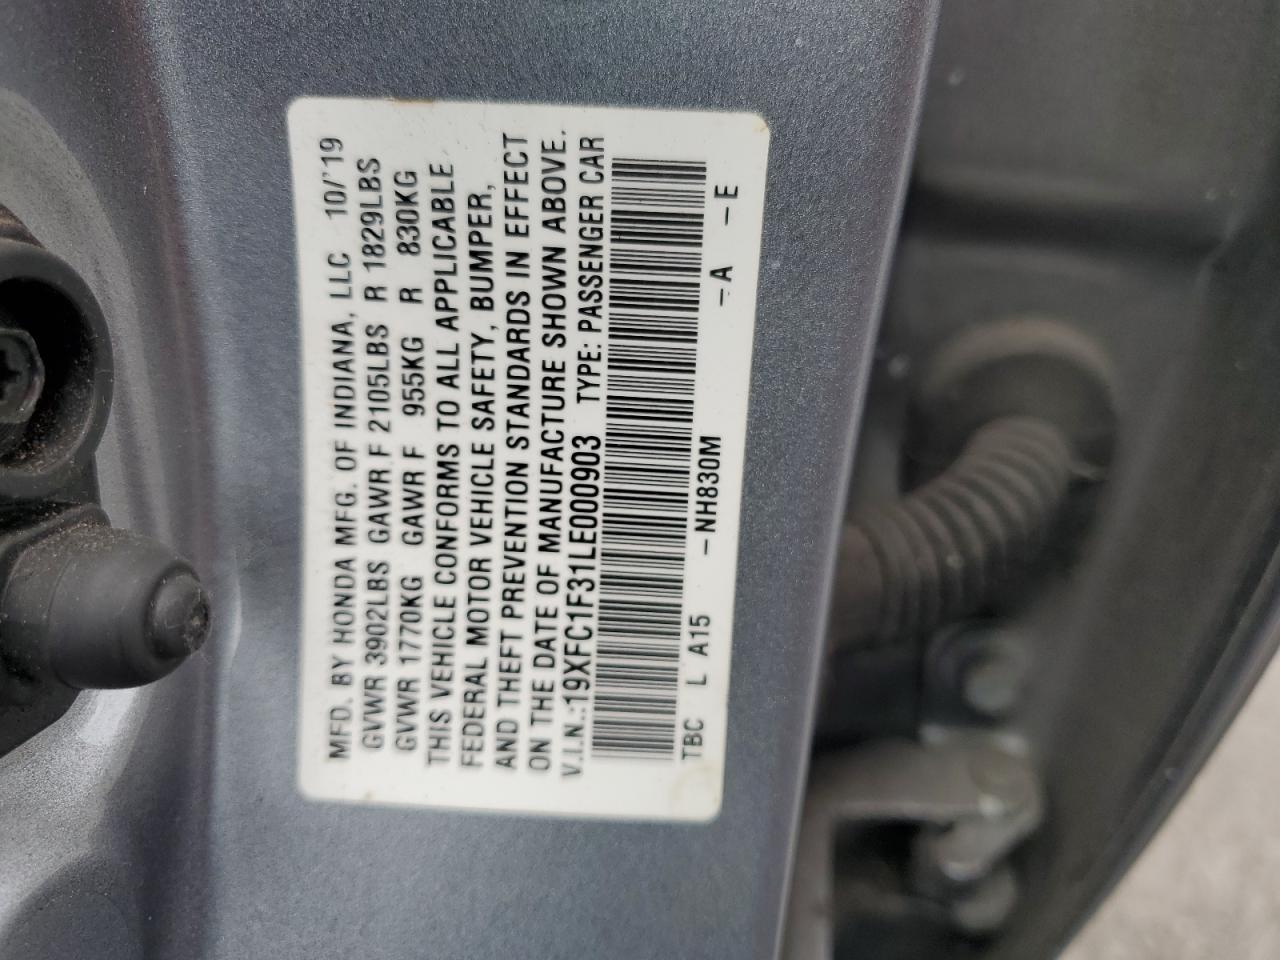 MFD. BY HONDA MFG. OF INDIANA, LLC 10/19
GVWR 3902LBS GAWR F 2105LBS R 1829LBS
GVWR 1770KG GAWR F 955KG R 830KG
THIS VEHICLE CONFORMS TO ALL APPLICABLE
FEDERAL MOTOR VEHICLE SAFETY, BUMPER,
AND THEFT PREVENTION STANDARDS IN EFFECT
ON THE DATE OF MANUFACTURE SHOWN ABOVE.
V.I.N.:19XFC1F31LE000903 TYPE: PASSENGER CAR
TBC L A15 -NH830M -A -E